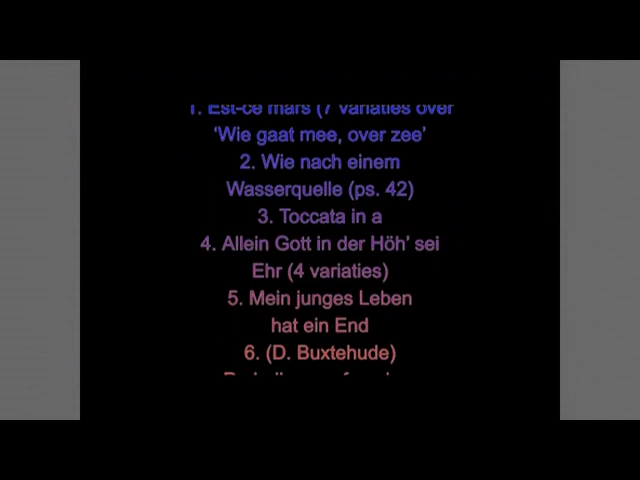 1. Est-ce mars (7 variaties over
‘Wie gaat mee, over zee’
2. Wie nach einem
Wasserquelle (ps. 42)
3. Toccata in a
4. Allein Gott in der Höh’ sei
Ehr (4 variaties)
5. Mein junges Leben
hat ein End
6. (D. Buxtehude)